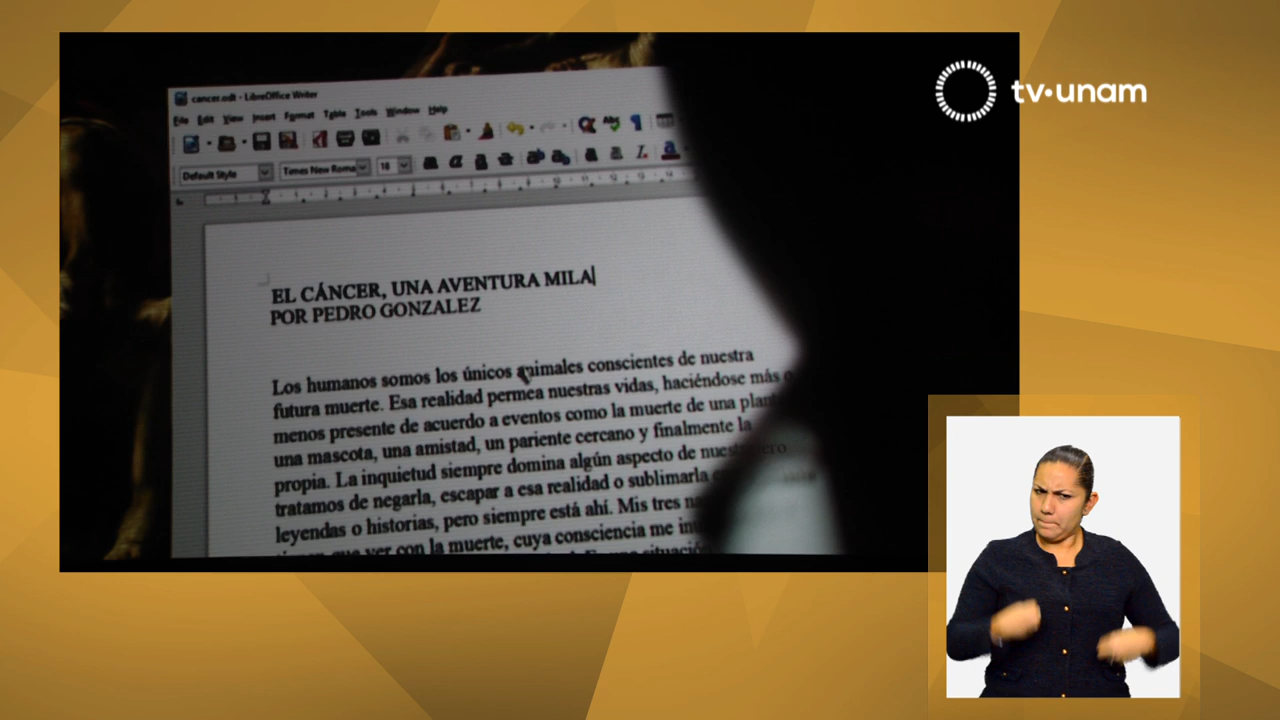 tv·unam
cancer.odt - LibreOffice Writer
File Edit View Insert Format Table Tools Window Help
Default Style Times New Roma 18
EL CÁNCER, UNA AVENTURA MILA
POR PEDRO GONZALEZ
Los humanos somos los únicos animales conscientes de nuestra
futura muerte. Esa realidad permea nuestras vidas, haciéndose más o
menos presente de acuerdo a eventos como la muerte de una planta,
una mascota, una amistad, un pariente cercano y finalmente la
propia. La inquietud siempre domina algún aspecto de
tratamos de negarla, escapar a esa realidad o sublimarla
leyendas o historias, pero siempre está ahí. Mis tres
que ver con la muerte, cuya consciencia me
situación